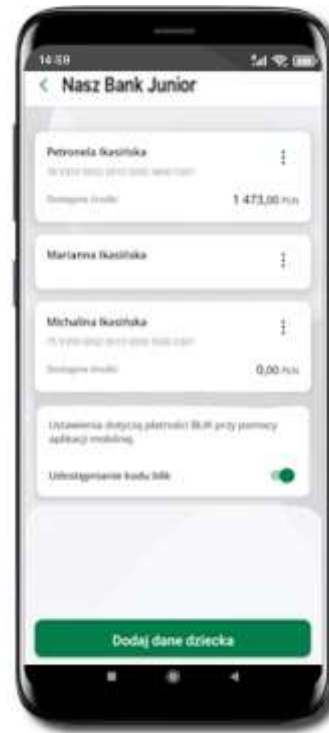 14:59
Nasz Bank Junior
Petronela Ikasińska
Dostępne środki
1 473,00 PLN
Marianna Ikasińska
Michalina Ikasińska
Dostępne środki
0,00 PLN
Ustawienia dotyczą płatności BLIK przy pomocy
aplikacji mobilnej.
Udostępnianie kodu blik
Dodaj dane dziecka